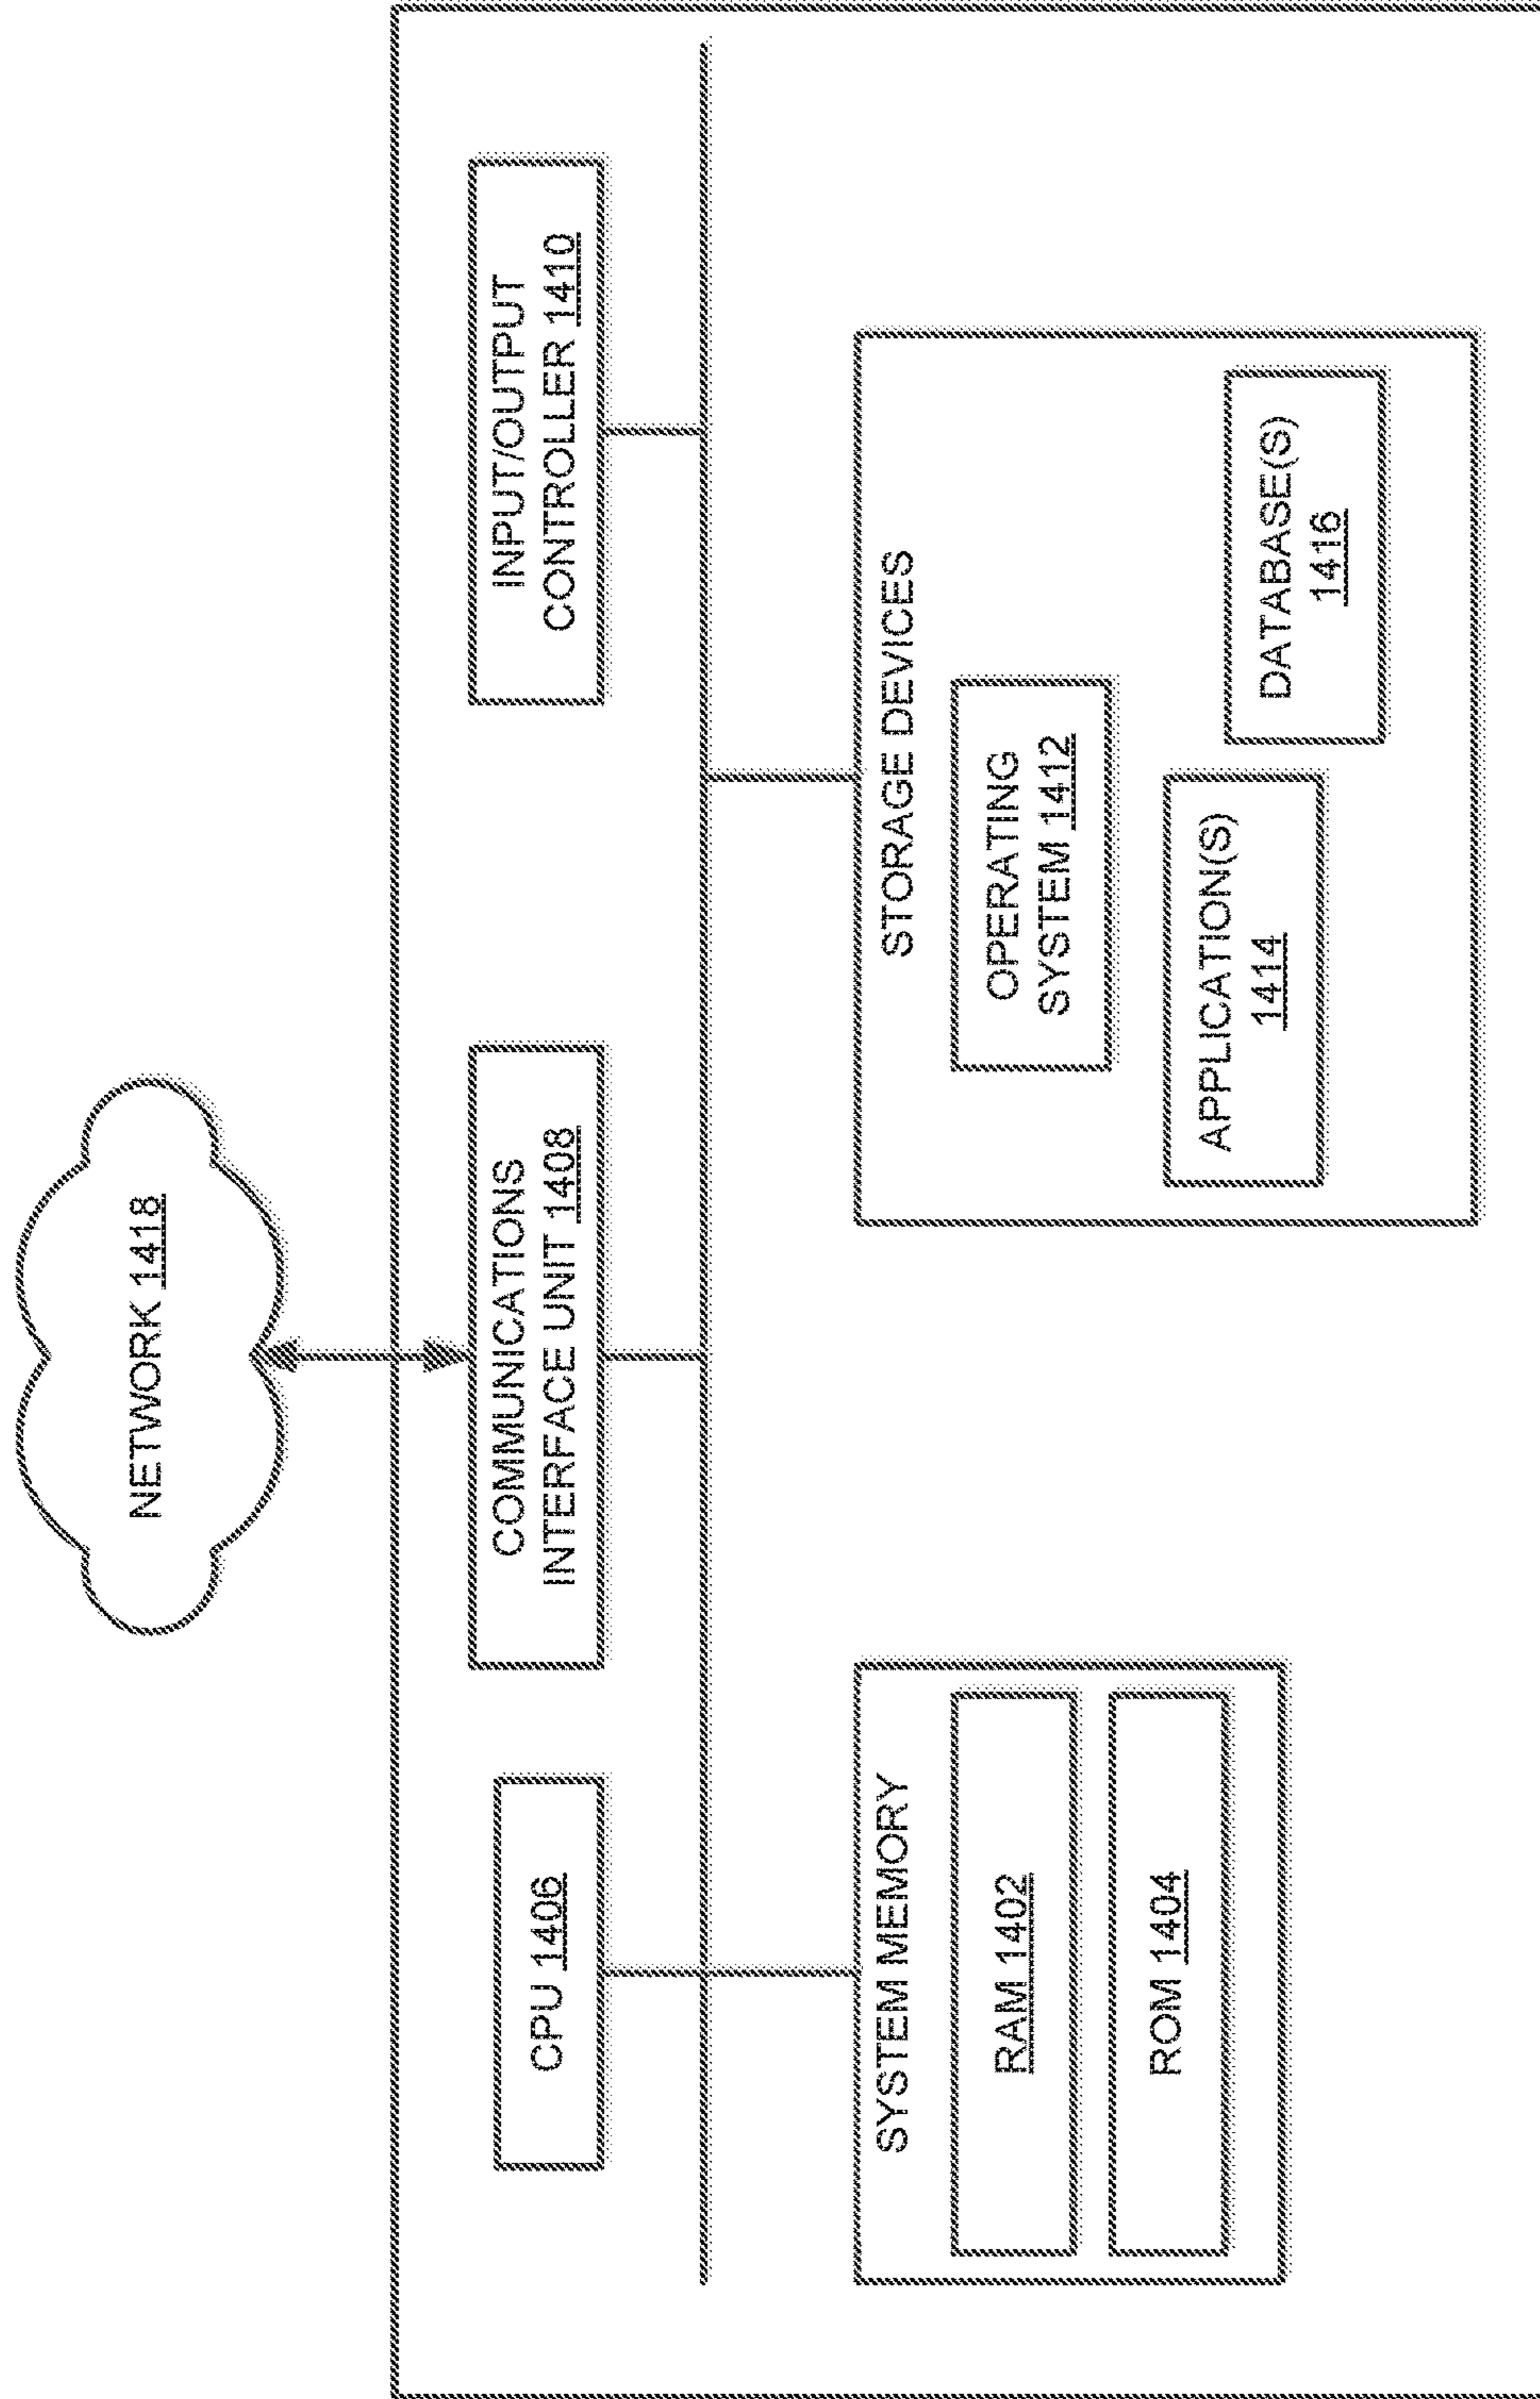 NETWORK 1418
CPU 1406
COMMUNICATIONS
INTERFACE UNIT 1408
INPUT/OUTPUT
CONTROLLER 1410
SYSTEM MEMORY
RAM 1402
ROM 1404
STORAGE DEVICES
OPERATING
SYSTEM 1412
APPLICATION(S)
1414
DATABASE(S)
1416